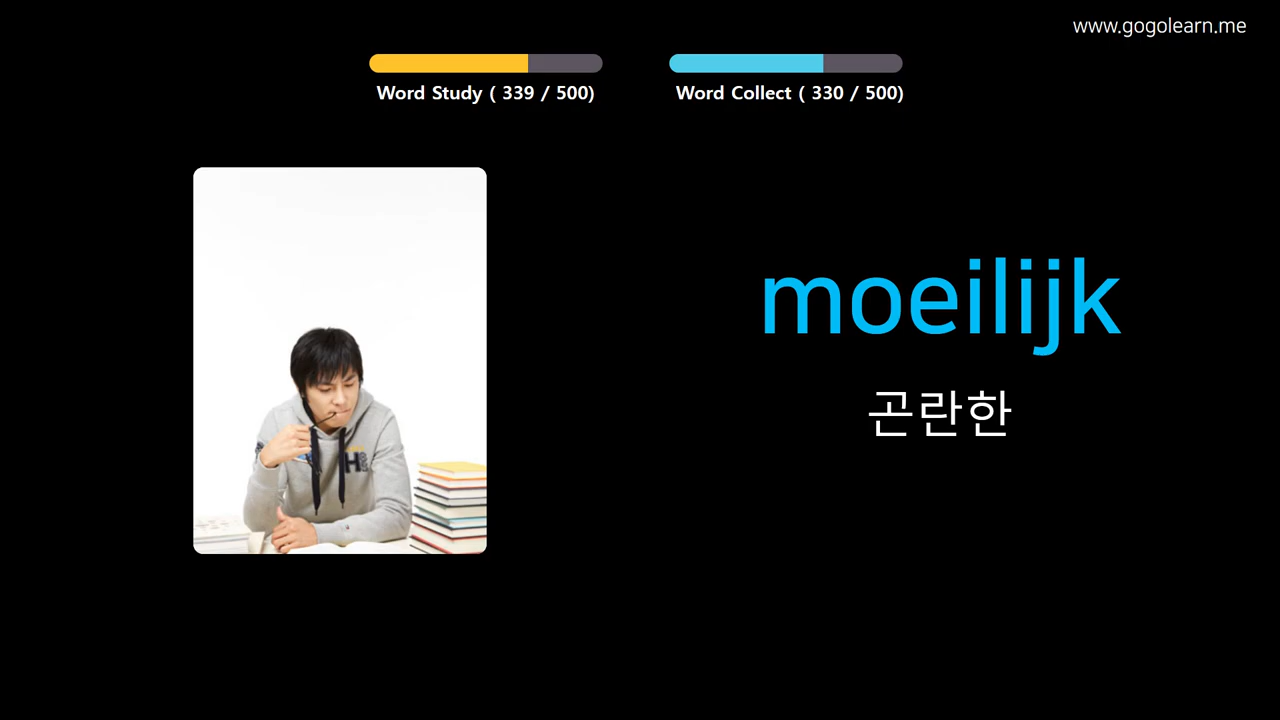 www.gogolearn.me
Word Study ( 339 / 500)
Word Collect ( 330 / 500)
moeilijk
곤란한
H